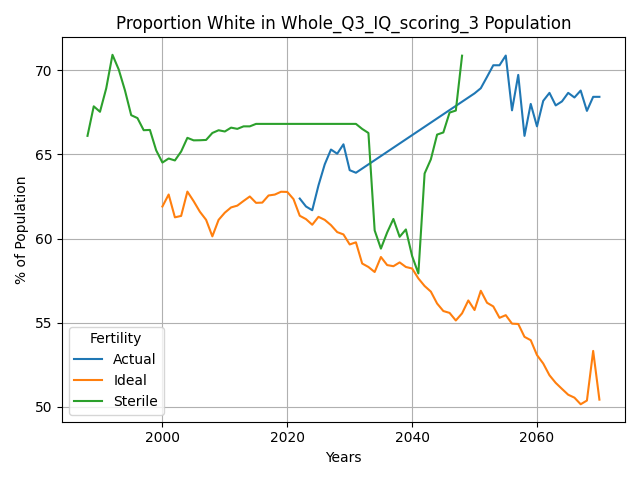 Proportion White in Whole_Q3_IQ_scoring_3 Population
% of Population
70
65
60
55
50
Fertility
Actual
Ideal
Sterile
2000
2020
2040
2060
Years